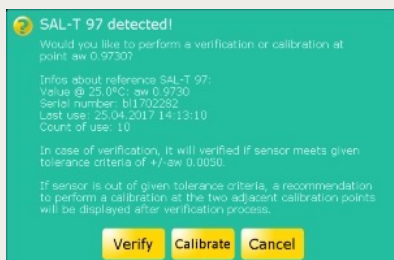 SAL-T 97 detected!
Would you like to perform a verification or calibration at
point aw 0.9730?
Infos about reference SAL-T 97:
Value @ 25.0°C: aw 0.9730
Serial number: bl1702282
Last use: 25.04.2017 14:13:10
Count of use: 10
In case of verification, it will verified if sensor meets given
tolerance criteria of +/-aw 0.0050.
If sensor is out of given tolerance criteria, a recommendation
to perform a calibration at the two adjacent calibration points
will be displayed after verification process.
Verify Calibrate Cancel